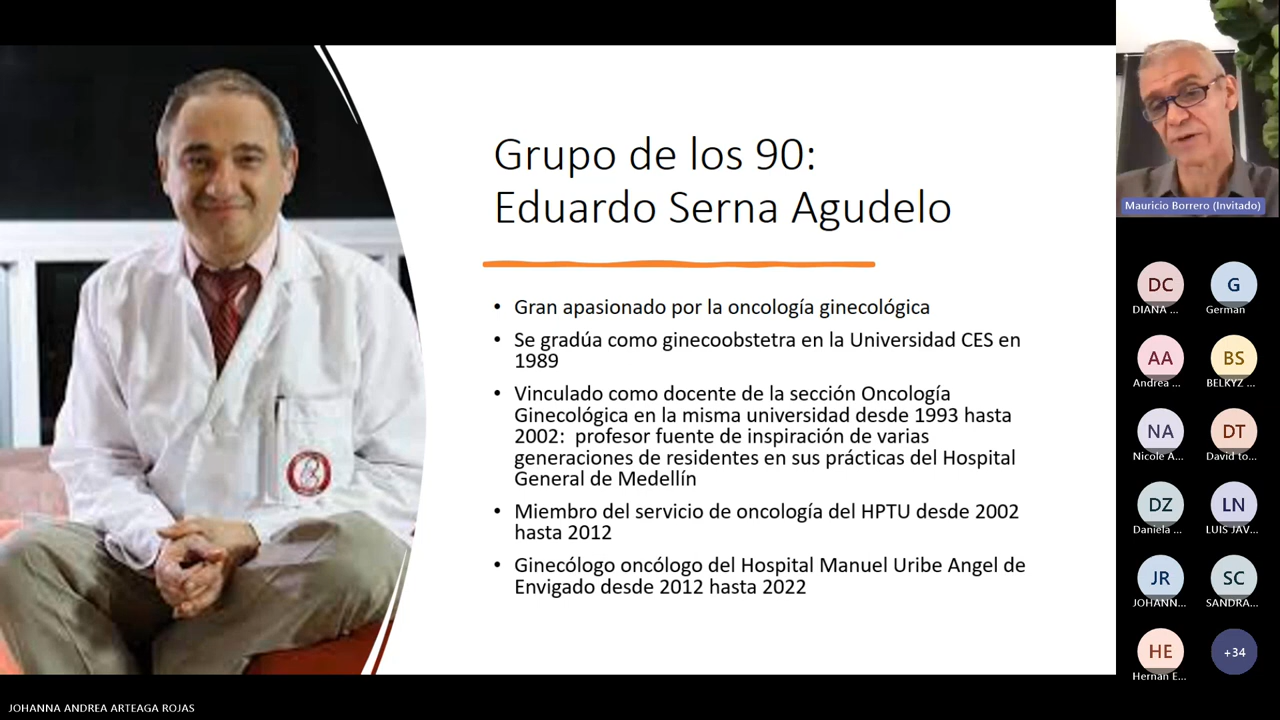 Grupo de los 90:
Eduardo Serna Agudelo
• Gran apasionado por la oncología ginecológica
• Se gradúa como ginecoobstetra en la Universidad CES en
1989
• Vinculado como docente de la sección Oncología
Ginecológica en la misma universidad desde 1993 hasta
2002:  profesor fuente de inspiración de varias
generaciones de residentes en sus prácticas del Hospital
General de Medellín
• Miembro del servicio de oncología del HPTU desde 2002
hasta 2012
• Ginecólogo oncólogo del Hospital Manuel Uribe Angel de
Envigado desde 2012 hasta 2022
Mauricio Borrero (Invitado)
DC
DIANA ...
G
German
AA
Andrea ...
BS
BELKYZ ...
NA
Nicole A...
DT
David to...
DZ
Daniela ...
LN
LUIS JAV...
JR
JOHANN...
SC
SANDRA...
HE
Hernan E...
+34
JOHANNA ANDREA ARTEAGA ROJAS